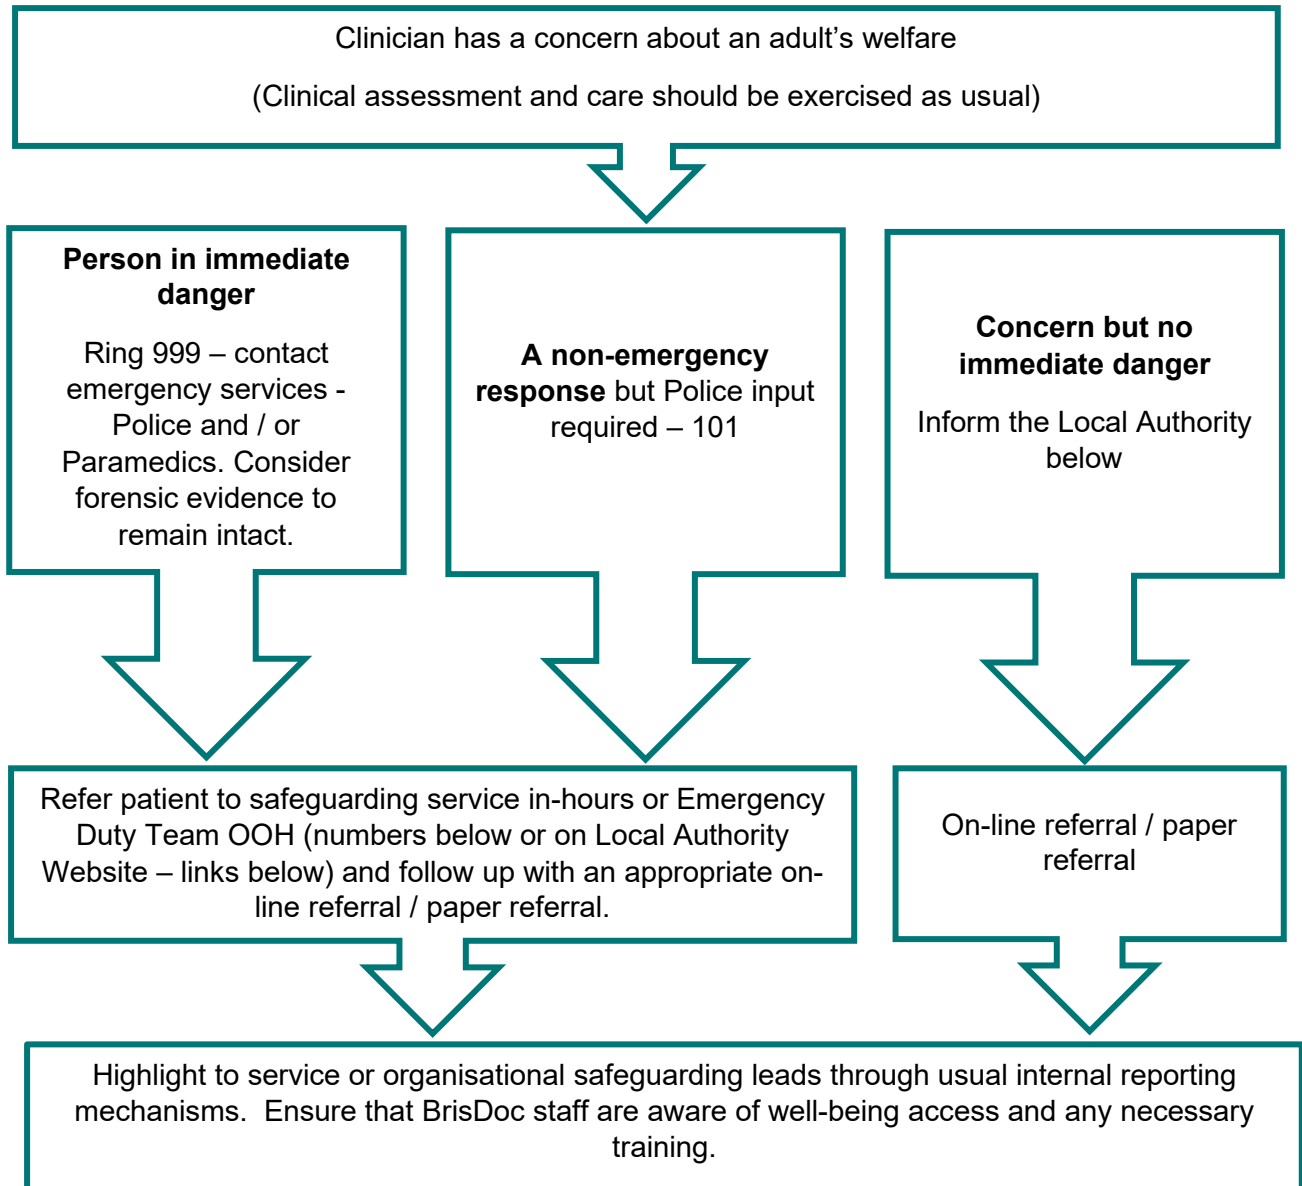 Clinician has a concern about an adult’s welfare
(Clinical assessment and care should be exercised as usual)
Person in immediate
danger
Ring 999 – contact
emergency services -
Police and / or
Paramedics. Consider
forensic evidence to
remain intact.
A non-emergency
response but Police input
required – 101
Concern but no
immediate danger
Inform the Local Authority
below
Refer patient to safeguarding service in-hours or Emergency
Duty Team OOH (numbers below or on Local Authority
Website – links below) and follow up with an appropriate on-
line referral / paper referral.
On-line referral / paper
referral
Highlight to service or organisational safeguarding leads through usual internal reporting
mechanisms.  Ensure that BrisDoc staff are aware of well-being access and any necessary
training.